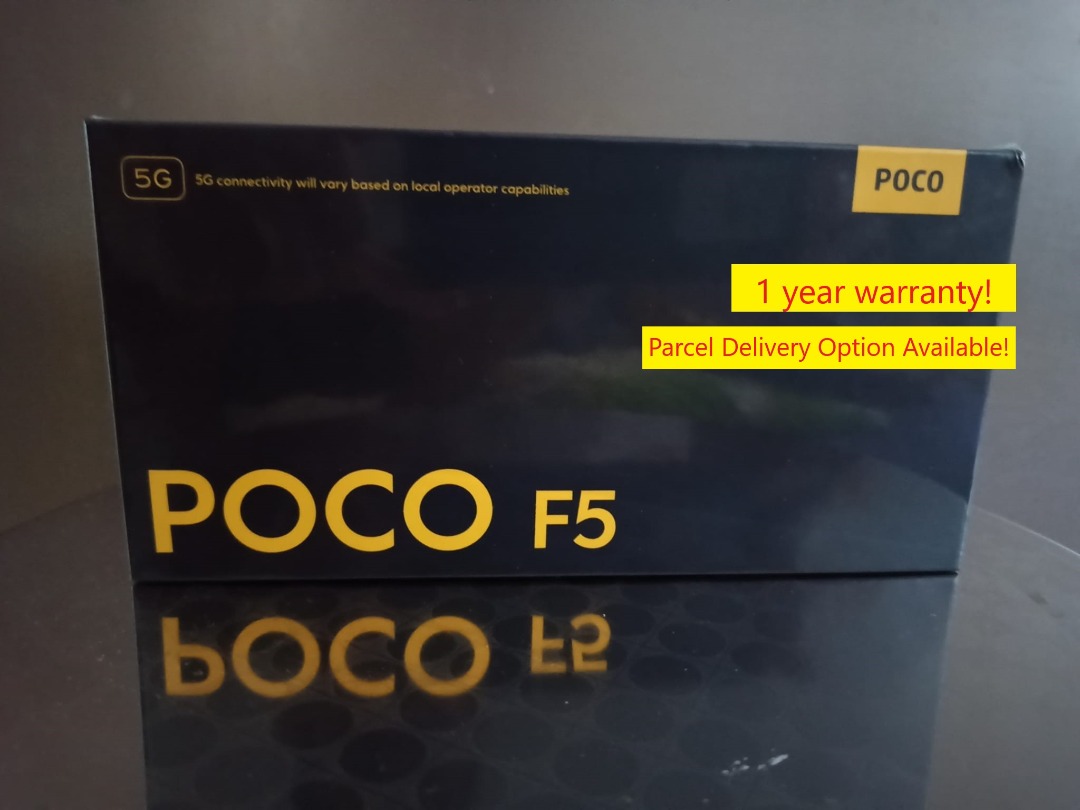 5G 5G connectivity will vary based on local operator capabilities
POCO
1 year warranty!
Parcel Delivery Option Available!
POCO F5